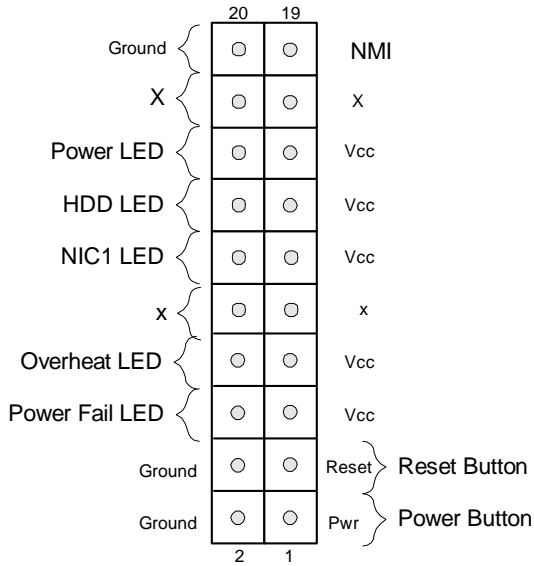 20 19
Ground NMI
X X
Power LED Vcc
HDD LED Vcc
NIC1 LED Vcc
x x
Overheat LED Vcc
Power Fail LED Vcc
Ground Reset Reset Button
Ground Pwr Power Button
2 1